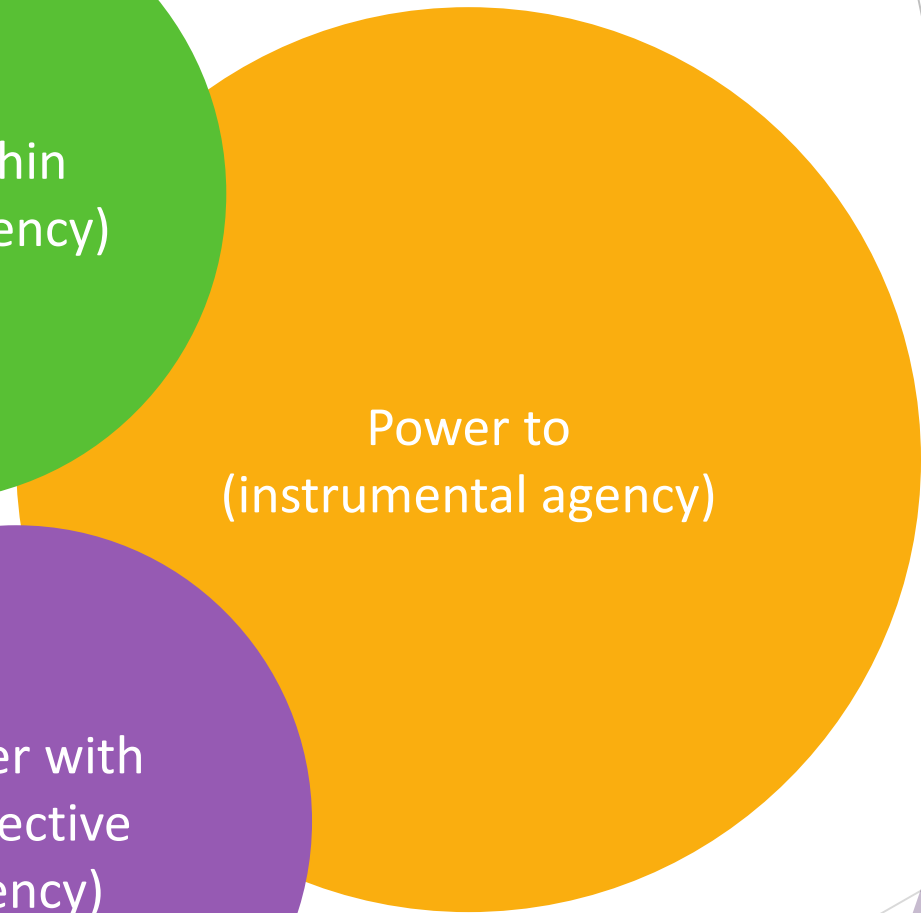 hin
ency)
Power to
(instrumental agency)
er with
ective
ency)